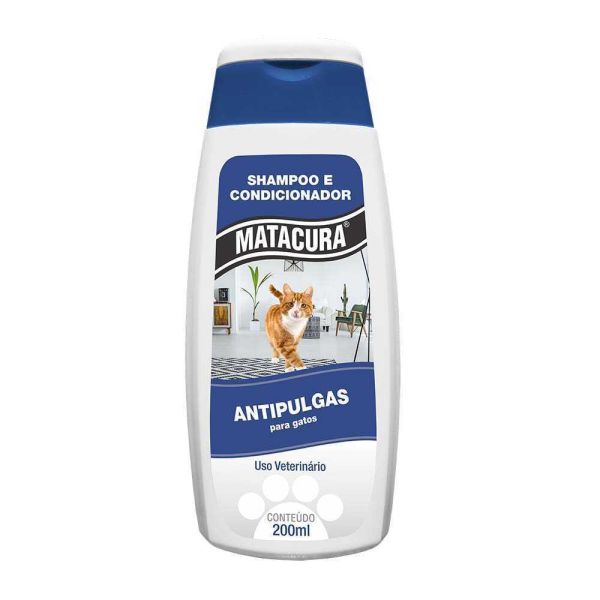 SHAMPOO E
CONDICIONADOR
MATACURA®
ANTIPULGAS
para gatos
Uso Veterinário
CONTEÚDO
200ml